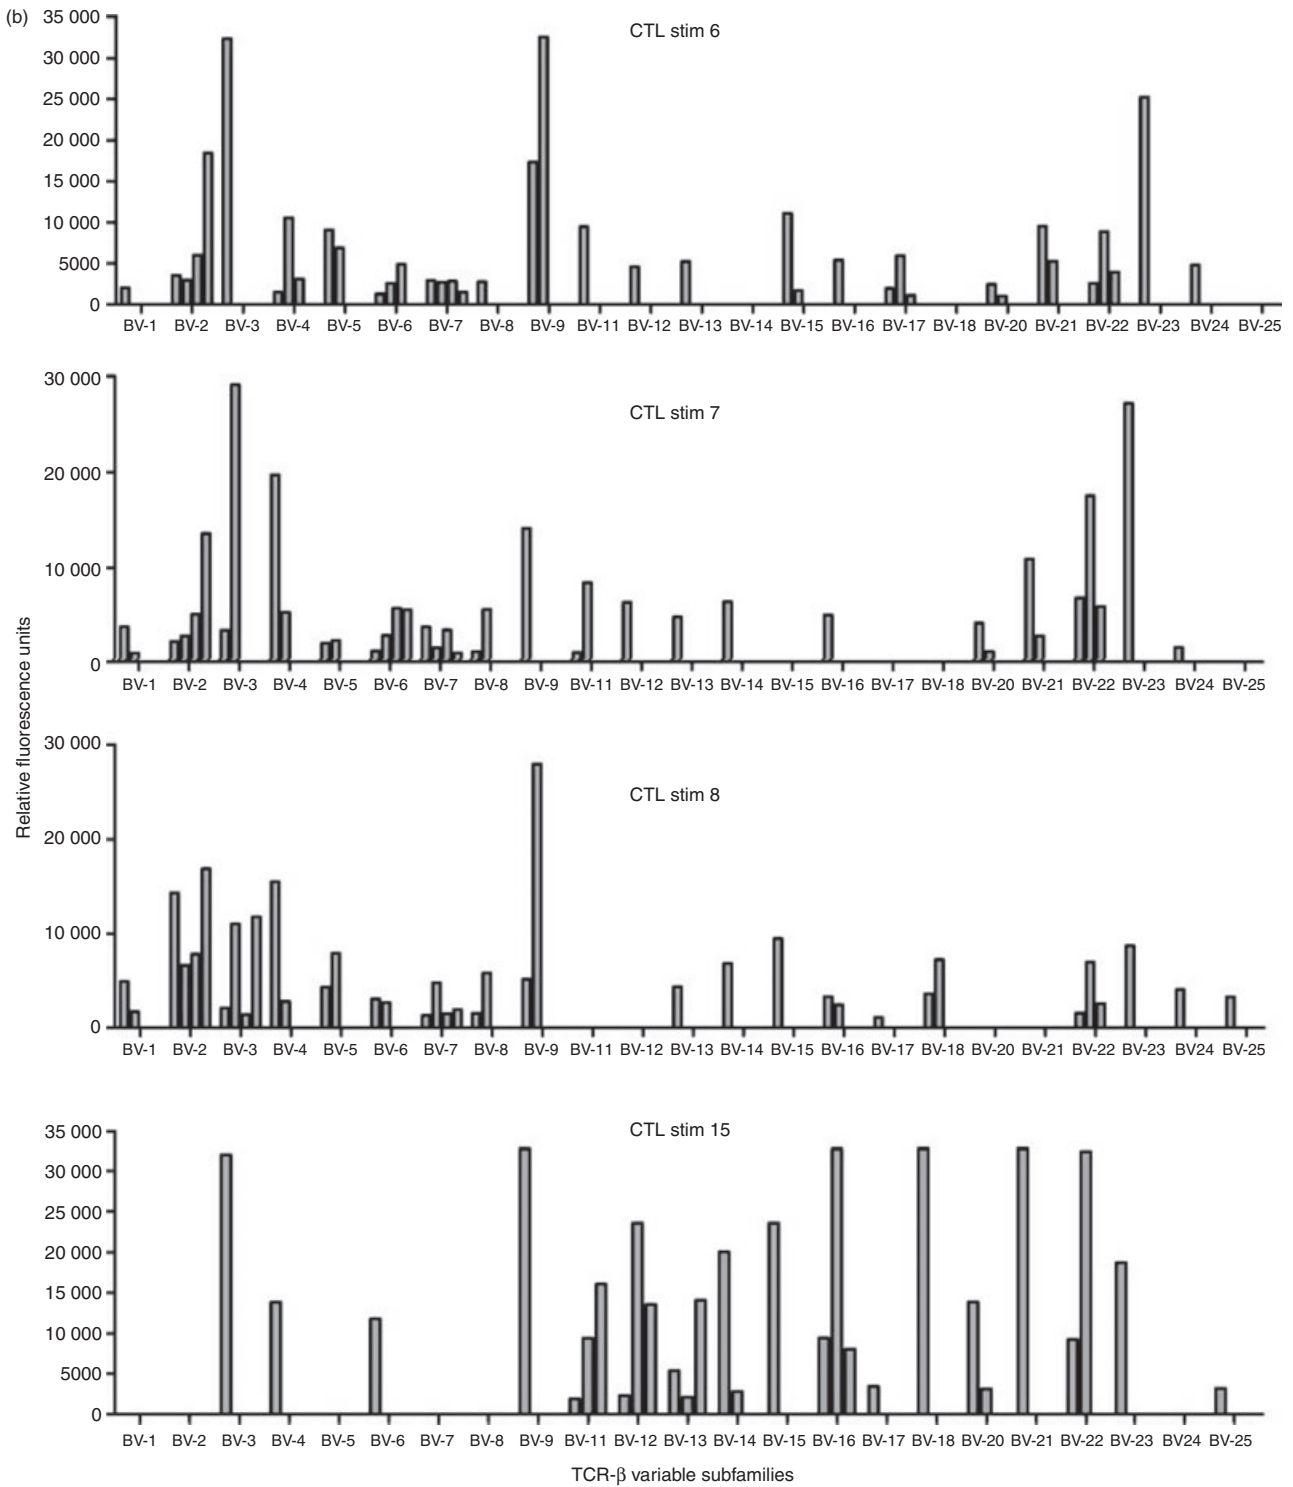 (b)
CTL stim 6
35 000
30 000
25 000
20 000
15 000
10 000
5000
0
BV-1 BV-2 BV-3 BV-4 BV-5 BV-6 BV-7 BV-8 BV-9 BV-11 BV-12 BV-13 BV-14 BV-15 BV-16 BV-17 BV-18 BV-20 BV-21 BV-22 BV-23 BV24 BV-25
CTL stim 7
30 000
20 000
10 000
0
BV-1 BV-2 BV-3 BV-4 BV-5 BV-6 BV-7 BV-8 BV-9 BV-11 BV-12 BV-13 BV-14 BV-15 BV-16 BV-17 BV-18 BV-20 BV-21 BV-22 BV-23 BV24 BV-25
Relative fluorescence units
CTL stim 8
30 000
20 000
10 000
0
BV-1 BV-2 BV-3 BV-4 BV-5 BV-6 BV-7 BV-8 BV-9 BV-11 BV-12 BV-13 BV-14 BV-15 BV-16 BV-17 BV-18 BV-20 BV-21 BV-22 BV-23 BV24 BV-25
CTL stim 15
35 000
30 000
25 000
20 000
15 000
10 000
5000
0
BV-1 BV-2 BV-3 BV-4 BV-5 BV-6 BV-7 BV-8 BV-9 BV-11 BV-12 BV-13 BV-14 BV-15 BV-16 BV-17 BV-18 BV-20 BV-21 BV-22 BV-23 BV24 BV-25
TCR-β variable subfamilies